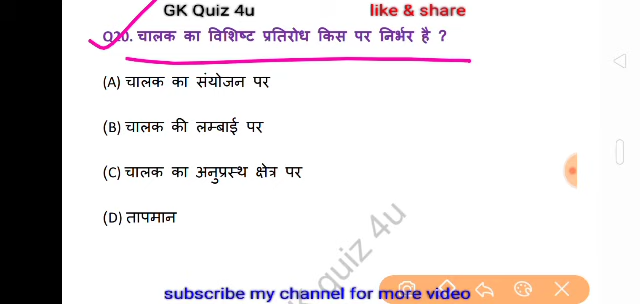 GK Quiz 4u like & share
Q20. चालक का विशिष्ट प्रतिरोध किस पर निर्भर है ?
(A) चालक का संयोजन पर
(B) चालक की लम्बाई पर
(C) चालक का अनुप्रस्थ क्षेत्र पर
(D) तापमान
quiz 4u
subscribe my channel for more video